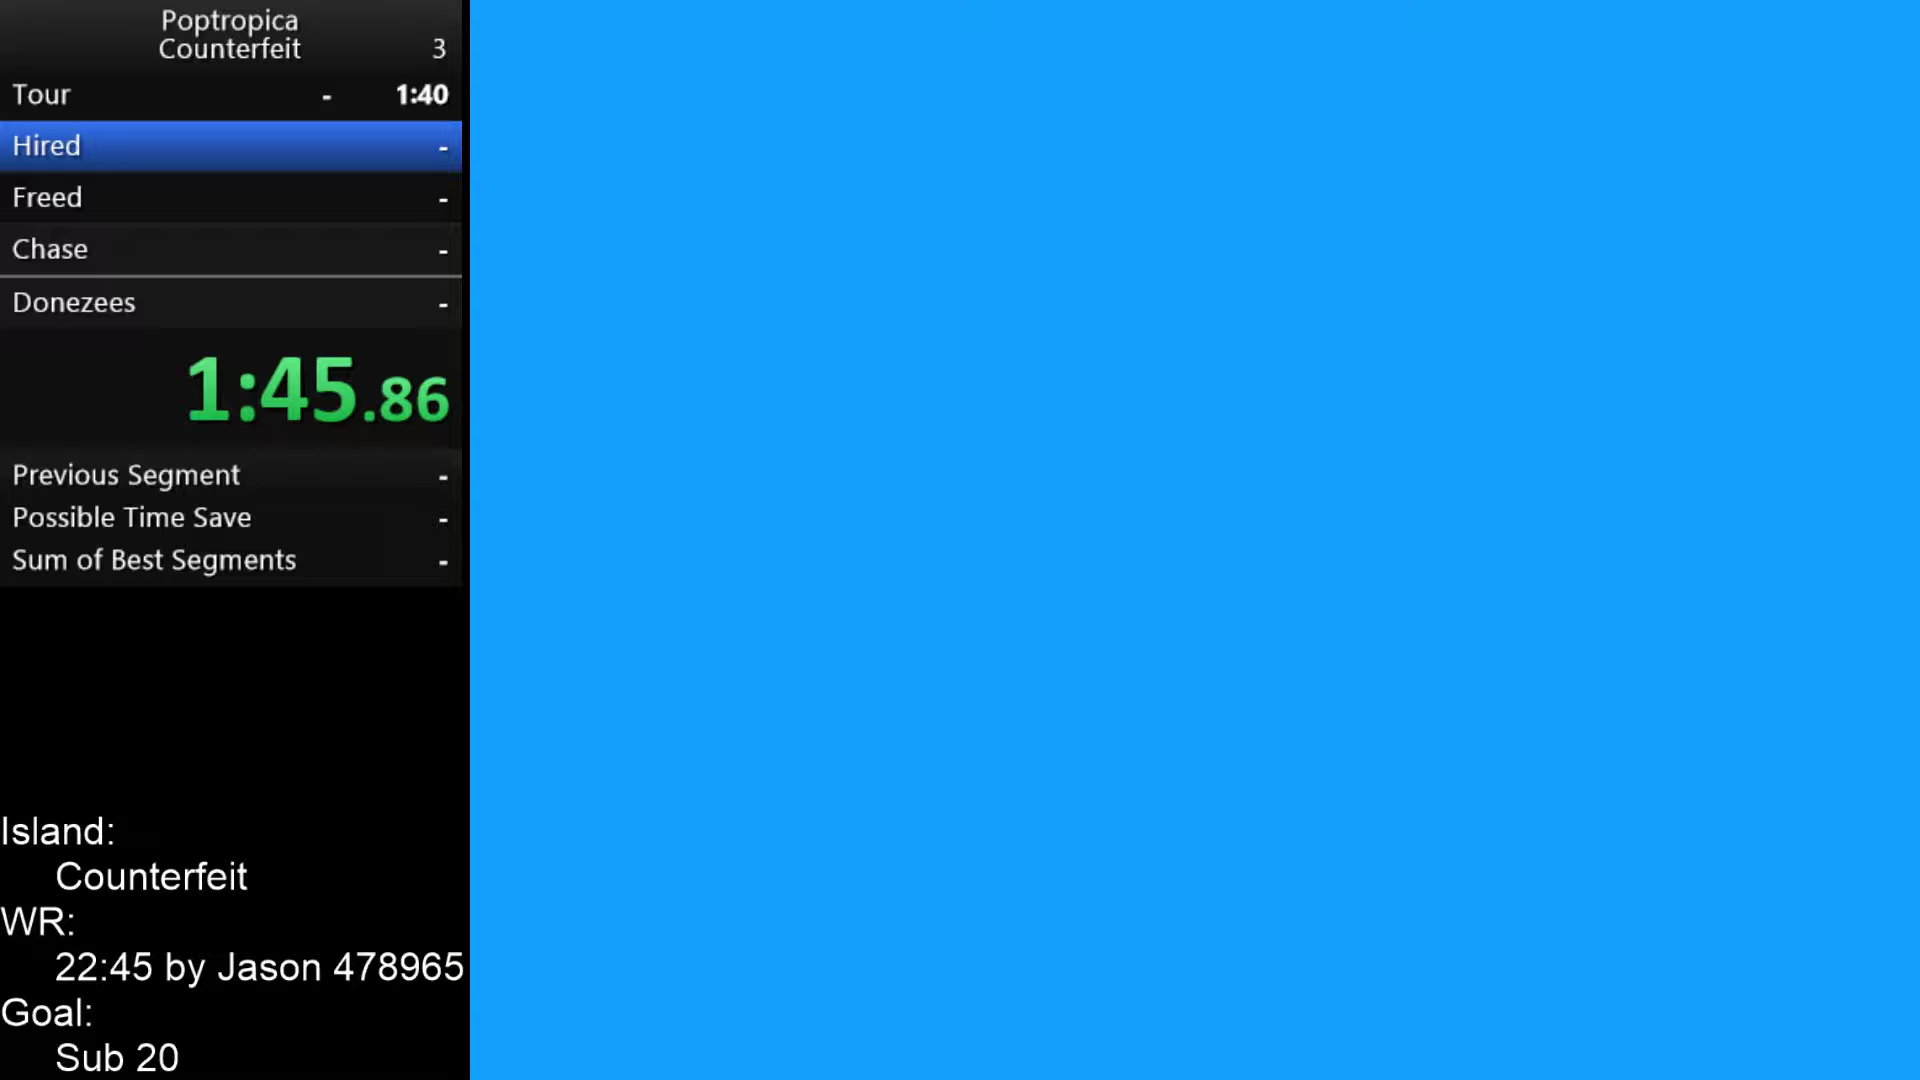 Poptropica
Counterfeit 3
Tour - 1:40
Hired -
Freed -
Chase -
Donezees -
1:45.86
Previous Segment -
Possible Time Save -
Sum of Best Segments -
Island:
Counterfeit
WR:
22:45 by Jason 478965
Goal:
Sub 20